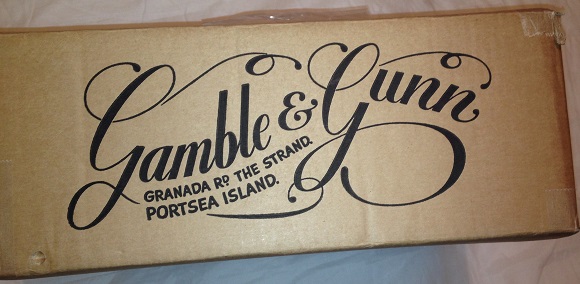 Gamble & Gunn
GRANADA RD. THE STRAND.
PORTSEA ISLAND.